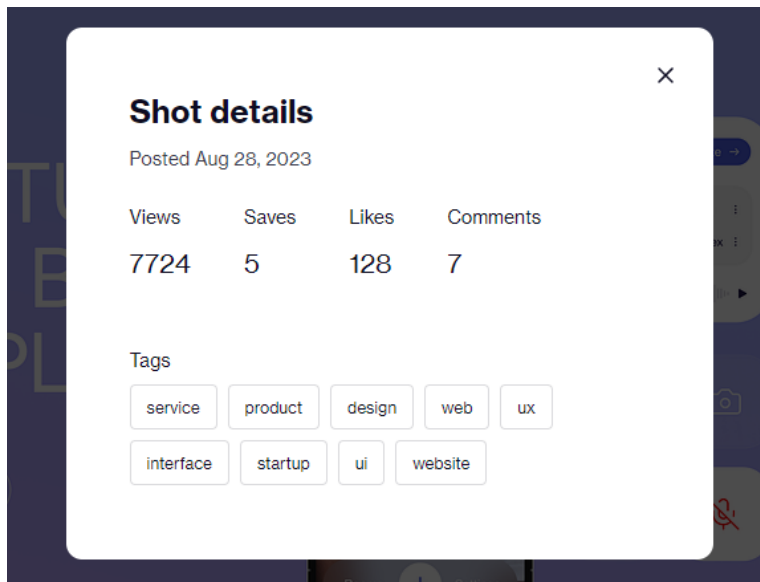 Shot details
Posted Aug 28, 2023
Views Saves Likes Comments
7724 5 128 7
Tags
service product design web ux
interface startup ui website